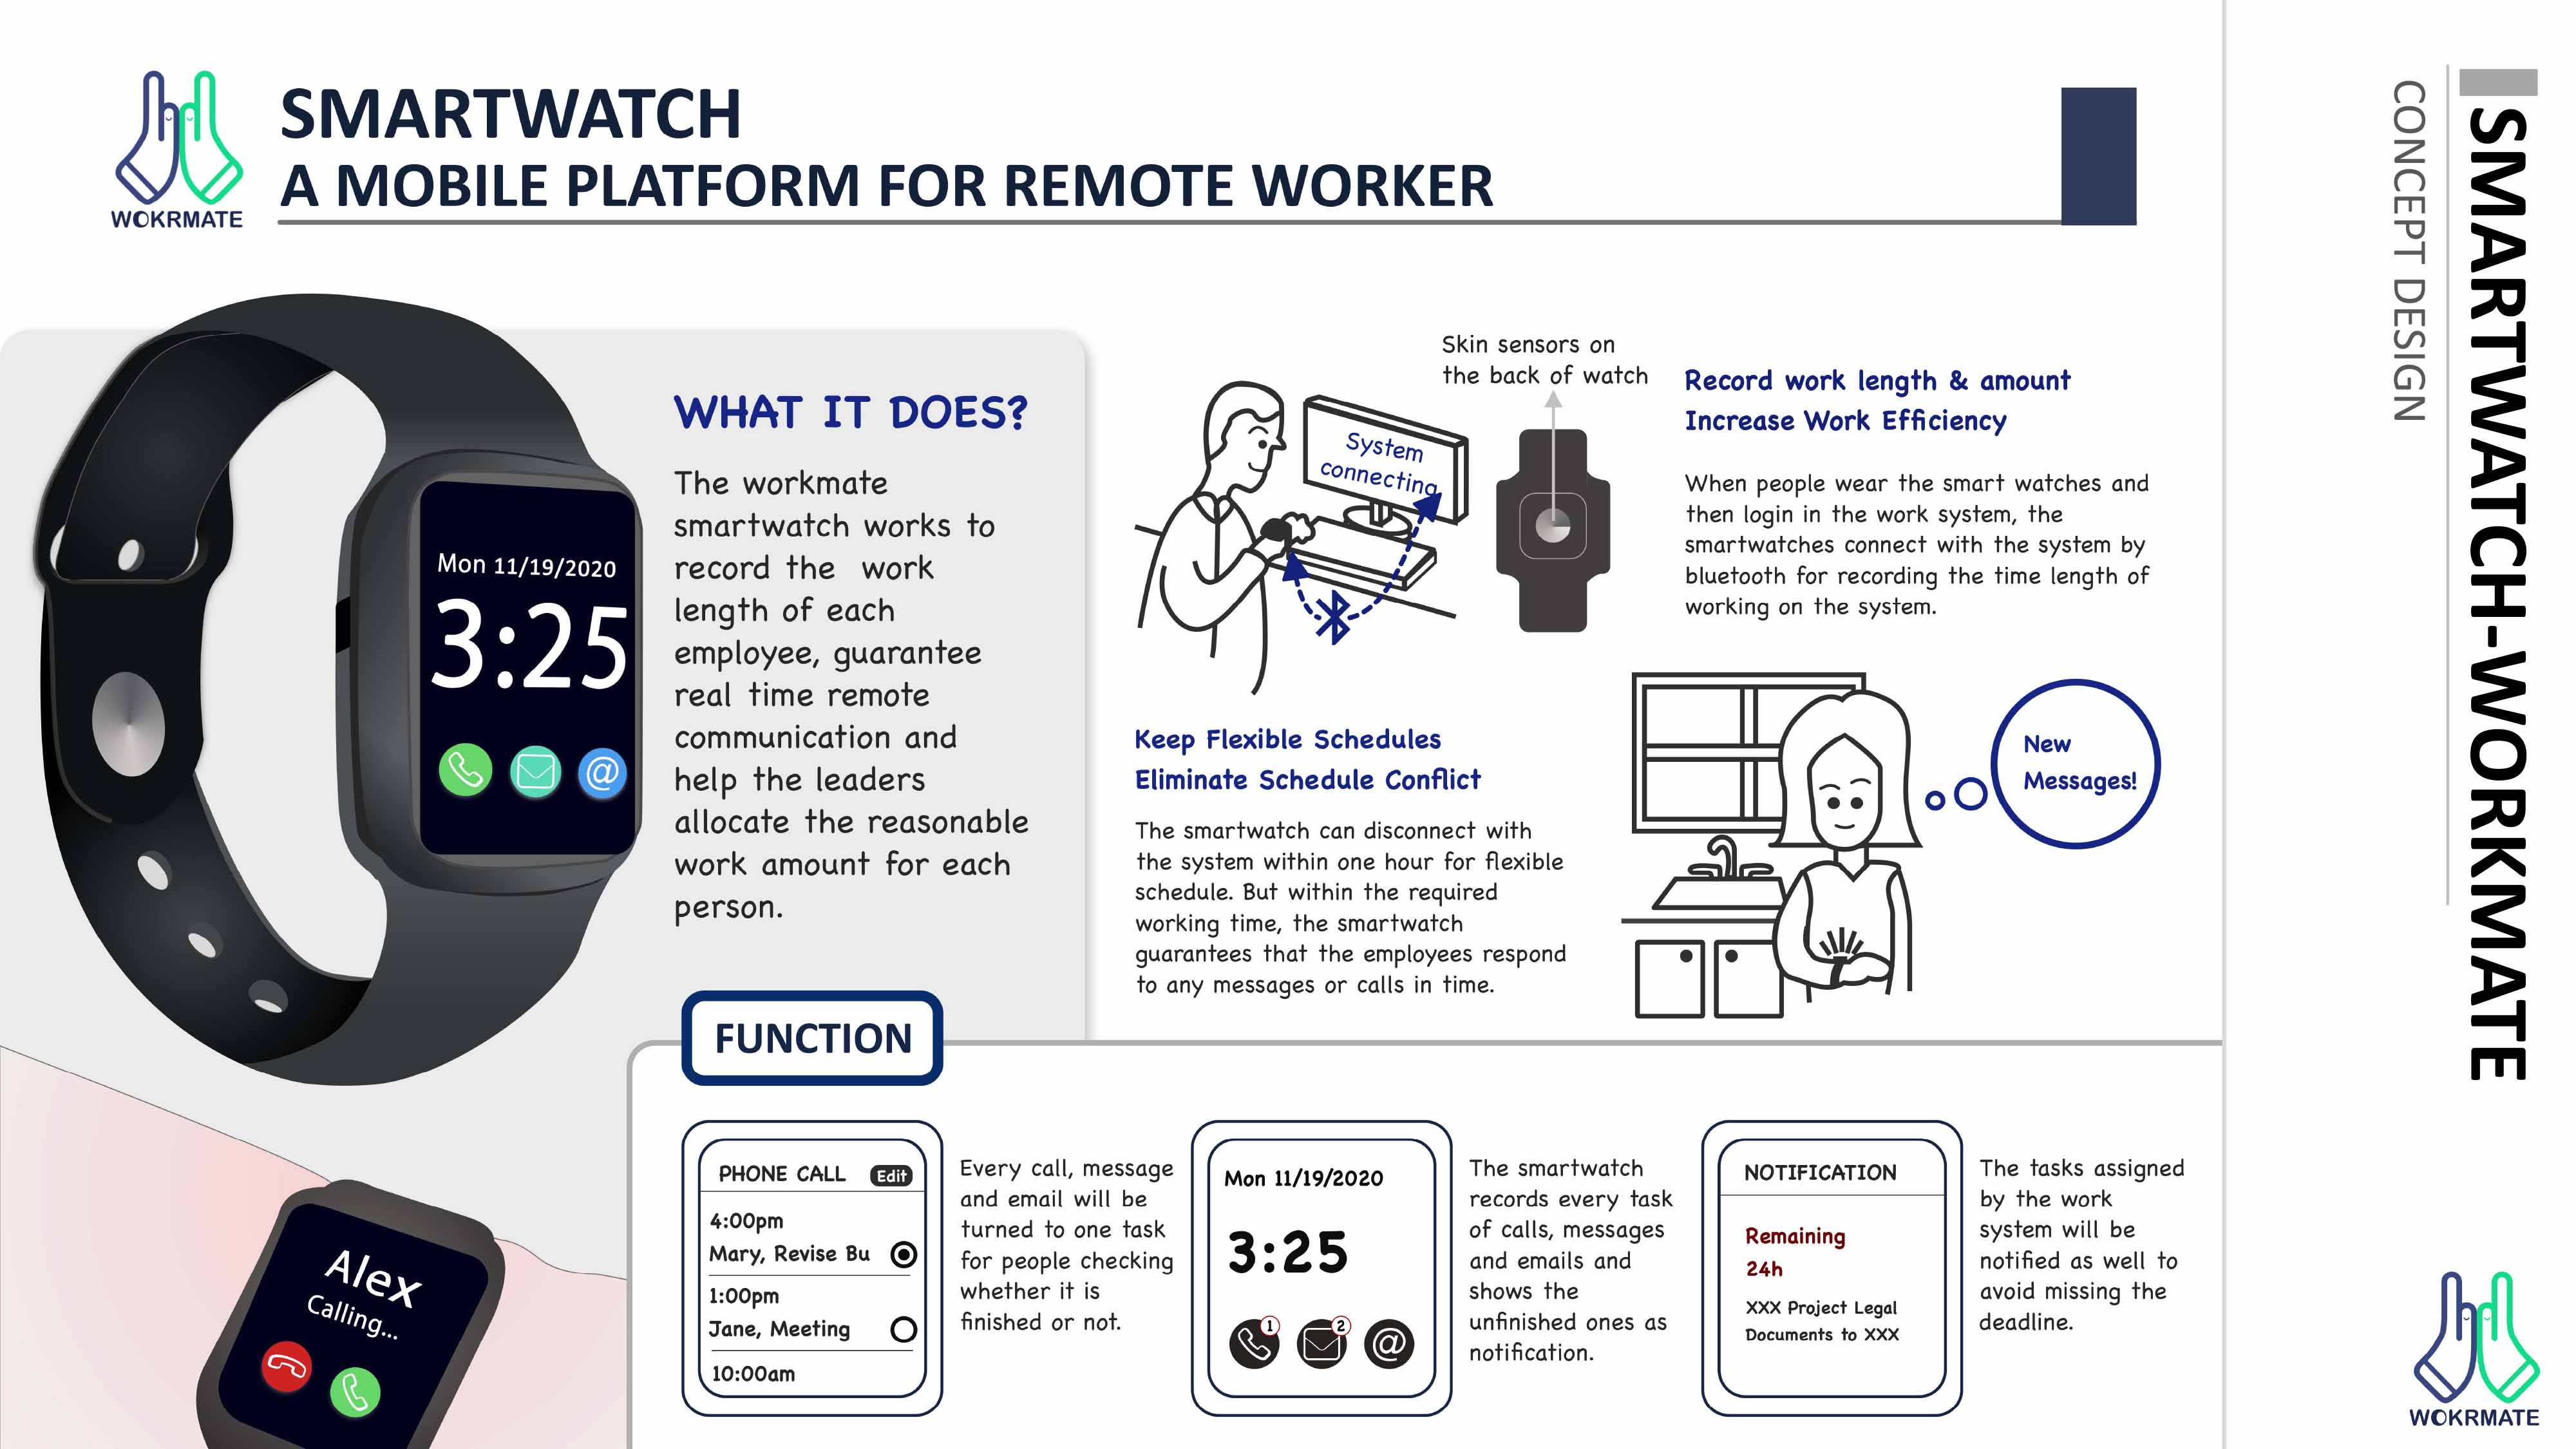 WOKRMATE
SMARTWATCH
A MOBILE PLATFORM FOR REMOTE WORKER
Mon 11/19/2020
3:25
@
WHAT IT DOES?
The workmate
smartwatch works to
record the work
length of each
employee, guarantee
real time remote
communication and
help the leaders
allocate the reasonable
work amount for each
person.
System
connecting
Skin sensors on
the back of watch
Record work length & amount
Increase Work Efficiency
When people wear the smart watches and
then login in the work system, the
smartwatches connect with the system by
bluetooth for recording the time length of
working on the system.
Keep Flexible Schedules
Eliminate Schedule Conflict
The smartwatch can disconnect with
the system within one hour for flexible
schedule. But within the required
working time, the smartwatch
guarantees that the employees respond
to any messages or calls in time.
New
Messages!
FUNCTION
Alex
Calling...
PHONE CALL Edit
4:00pm
Mary, Revise Bu
1:00pm
Jane, Meeting
10:00am
Every call, message
and email will be
turned to one task
for people checking
whether it is
finished or not.
Mon 11/19/2020
3:25
1 2 @
The smartwatch
records every task
of calls, messages
and emails and
shows the
unfinished ones as
notification.
NOTIFICATION
Remaining
24h
XXX Project Legal
Documents to XXX
The tasks assigned
by the work
system will be
notified as well to
avoid missing the
deadline.
SMARTWATCH-WORKMATE
CONCEPT DESIGN
WOKRMATE